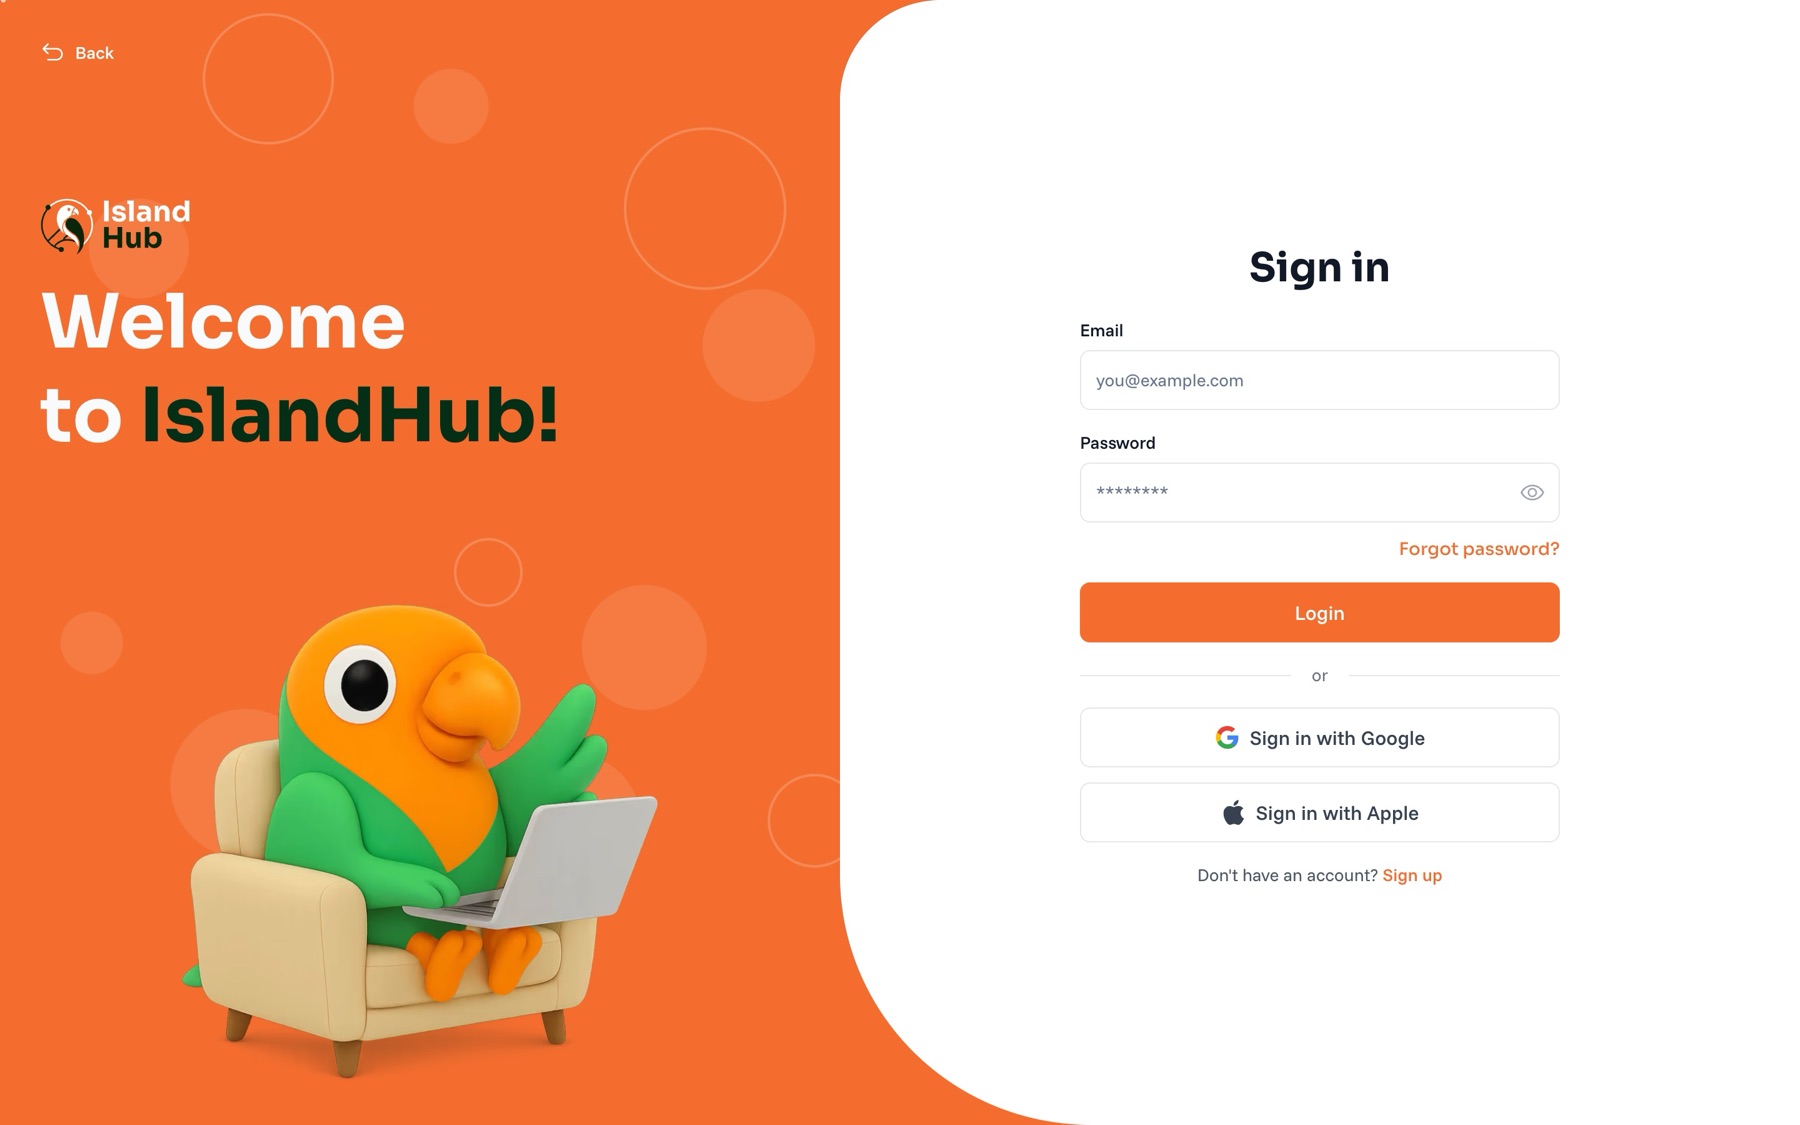 Back
Island
Hub
Welcome
to IslandHub!
Sign in
Email
you@example.com
Password
********
Forgot password?
Login
or
Sign in with Google
Sign in with Apple
Don't have an account? Sign up